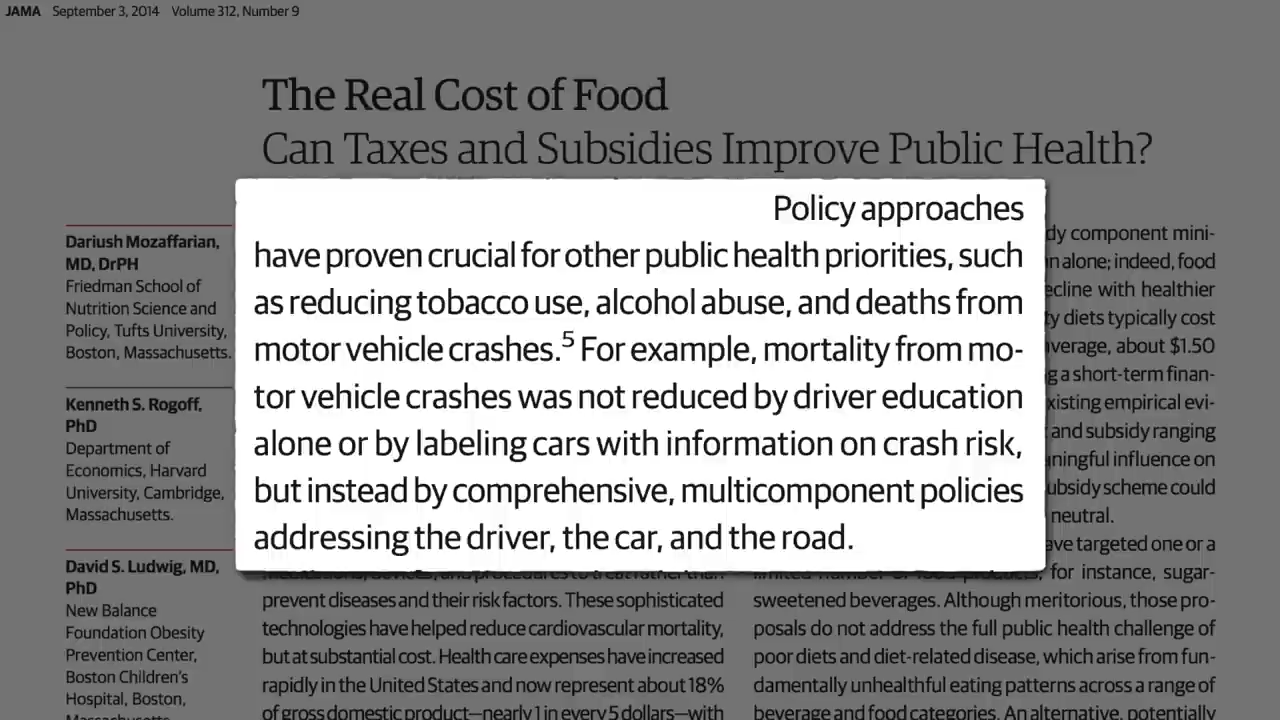 JAMA September 3, 2014 Volume 312, Number 9
The Real Cost of Food
Can Taxes and Subsidies Improve Public Health?
Policy approaches
have proven crucial for other public health priorities, such
as reducing tobacco use, alcohol abuse, and deaths from
motor vehicle crashes.5 For example, mortality from mo-
tor vehicle crashes was not reduced by driver education
alone or by labeling cars with information on crash risk,
but instead by comprehensive, multicomponent policies
addressing the driver, the car, and the road.
Dariush Mozaffarian,
MD, DrPH
Friedman School of
Nutrition Science and
Policy, Tufts University,
Boston, Massachusetts.
Kenneth S. Rogoff,
PhD
Department of
Economics, Harvard
University, Cambridge,
Massachusetts.
David S. Ludwig, MD,
PhD
New Balance
Foundation Obesity
Prevention Center,
Boston Children's
Hospital, Boston,
prevent diseases and their risk factors. These sophisticated
technologies have helped reduce cardiovascular mortality,
but at substantial cost. Health care expenses have increased
rapidly in the United States and now represent about 18%
of gross domestic product—nearly 1 in every 5 dollars—with
component mini-
alone; indeed, food
with healthier
diets typically cost
about $1.50
a short-term finan-
empirical evi-
and subsidy ranging
influence on
scheme could
neutral.
targeted one or a
for instance, sugar-
sweetened beverages. Although meritorious, those pro-
posals do not address the full public health challenge of
poor diets and diet-related disease, which arise from fun-
damentally unhealthful eating patterns across a range of
beverage and food categories. An alternative, potentially